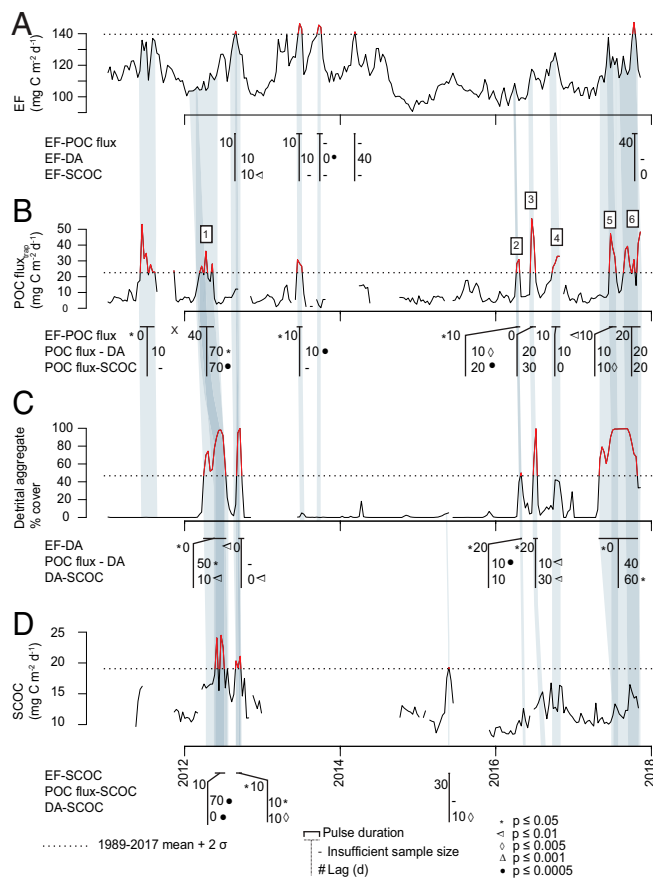 A
EF
(mg C m⁻² d⁻¹)
140
120
100
EF-POC flux
EF-DA
EF-SCOC
10
10
10◁
10
10
-
-
0●
-
-
40
40
-
0
B
POC flux trap
(mg C m⁻² d⁻¹)
50
40
30
20
10
0
1
2
3
4
5
6
EF-POC flux
POC flux - DA
POC flux-SCOC
*0
10
-
x
40
70*
70●
*10
10●
-
*10
10◊
20●
0
20
30
10
10
0
◁10
10
10◊
20
20
20
C
Detrital aggregate
% cover
100
80
60
40
20
0
EF-DA
POC flux - DA
DA-SCOC
*0
50*
10◁
◁0
-
0◁
*20
10●
10
*20
10◁
30◁
*0
40
60*
D
SCOC
(mg C m⁻² d⁻¹)
25
20
15
10
2012
2014
2016
2018
EF-SCOC
POC flux-SCOC
DA-SCOC
10
70●
0●
*10
10*
10◊
30
-
10◊
1989-2017 mean + 2 σ
Pulse duration
- Insufficient sample size
# Lag (d)
* p ≤ 0.05
◁ p ≤ 0.01
◊ p ≤ 0.005
Δ p ≤ 0.001
● p ≤ 0.0005